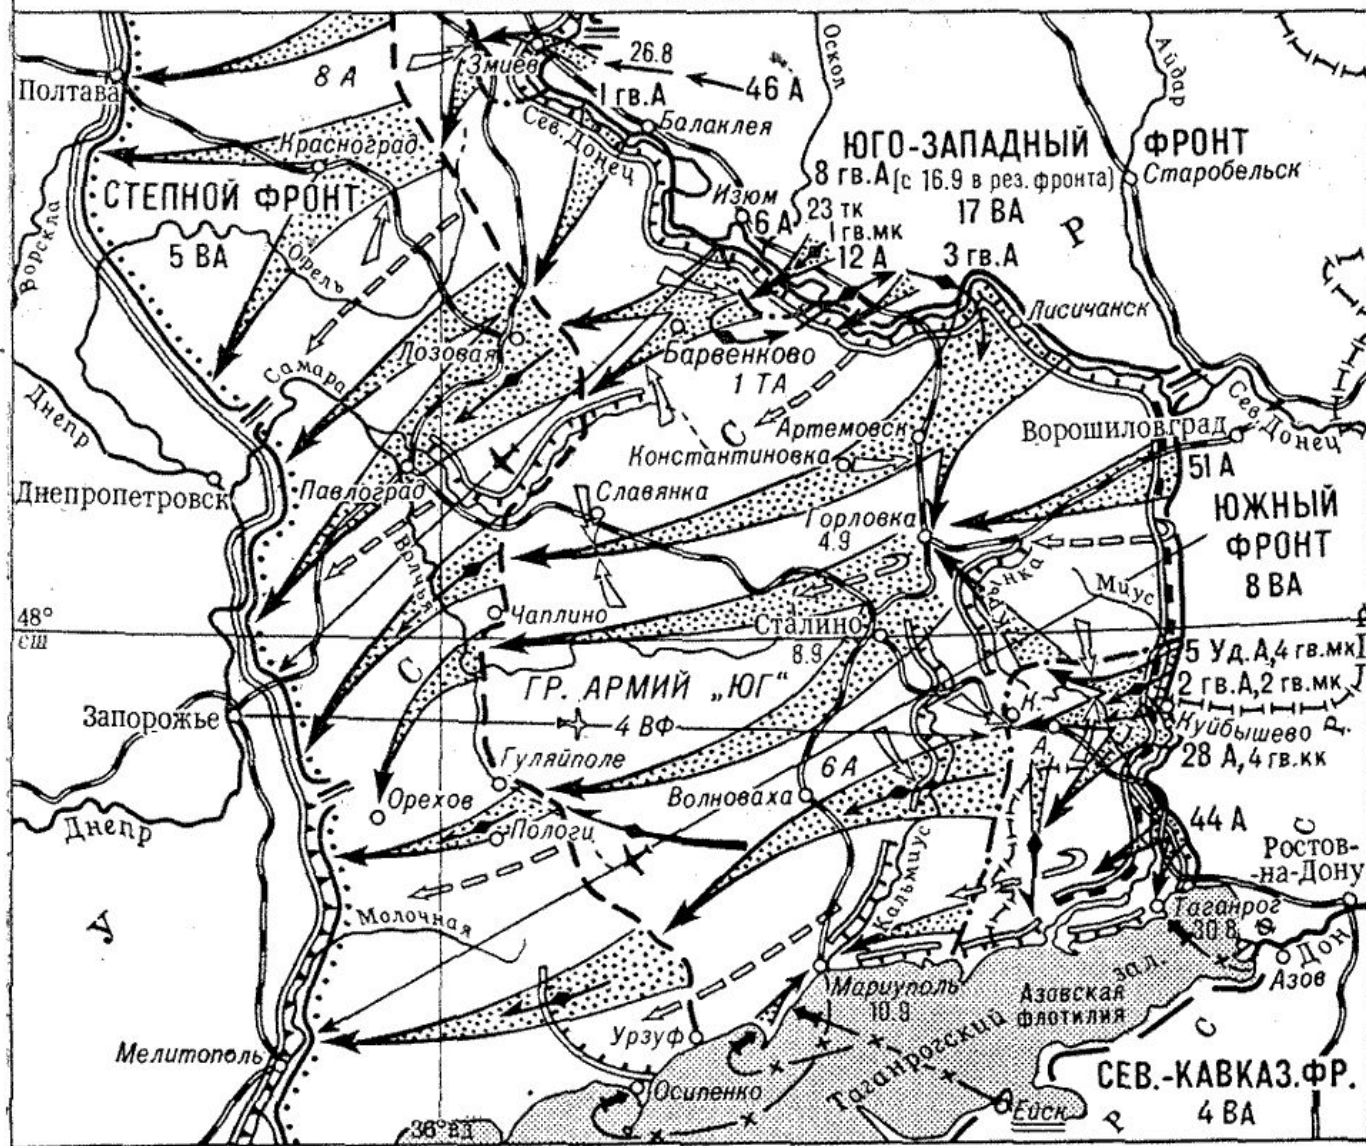 8 А
Змиев
26.8
46 А
Оскол
Айдар
Полтава
1 гв.А
Сев. Донец
Балаклея
Красноград
ЮГО-ЗАПАДНЫЙ ФРОНТ
8 гв.А (с 16.9 в рез. фронта)
17 ВА
Старобельск
СТЕПНОЙ ФРОНТ
5 ВА
Ворскла
Орель
Изюм
6 А
23 тк
1 гв.мк
12 А
3 гв.А
Р
Лисичанск
Лозовая
Барвенково
1 ТА
Самара
Днепр
С
Артемовск
Константиновка
Ворошиловград
Сев. Донец
51 А
Днепропетровск
Павлоград
Славянка
Горловка
4.9
ЮЖНЫЙ
ФРОНТ
8 ВА
Волчья
Чаплино
Крынка
Миус
48°
сш
Сталино
8.9
С
ГР. АРМИЙ „ЮГ“
4 ВФ
5 Уд.А,4 гв.мк
2 гв.А,2 гв.мк
Р.
К.
А.
Куйбышево
28 А,4 гв.кк
Запорожье
Гуляйполе
6 А
Волноваха
Орехов
Пологи
Днепр
44 А
С
Ростов-
-на-Дону
Кальмиус
Молочная
Таганрог
30.8
Ф
Дон
Азов
У
Мариуполь
10.9
Азовская
флотилия
Таганрогский зал.
Урзуф
С
Мелитополь
Осипенко
Ейск
СЕВ.-КАВКАЗ.ФР.
4 ВА
Р
36°вд